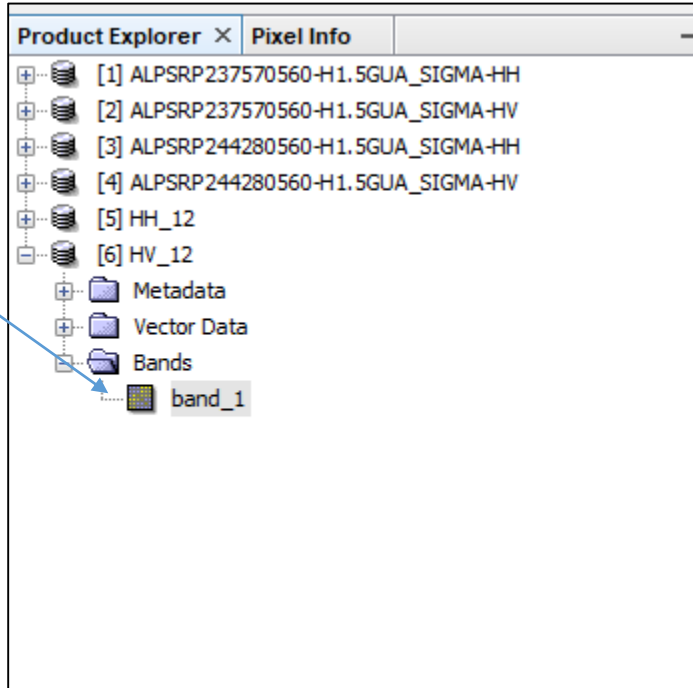 Product Explorer × Pixel Info
[1] ALPSRP237570560-H1.5GUA_SIGMA-HH
[2] ALPSRP237570560-H1.5GUA_SIGMA-HV
[3] ALPSRP244280560-H1.5GUA_SIGMA-HH
[4] ALPSRP244280560-H1.5GUA_SIGMA-HV
[5] HH_12
[6] HV_12
Metadata
Vector Data
Bands
band_1